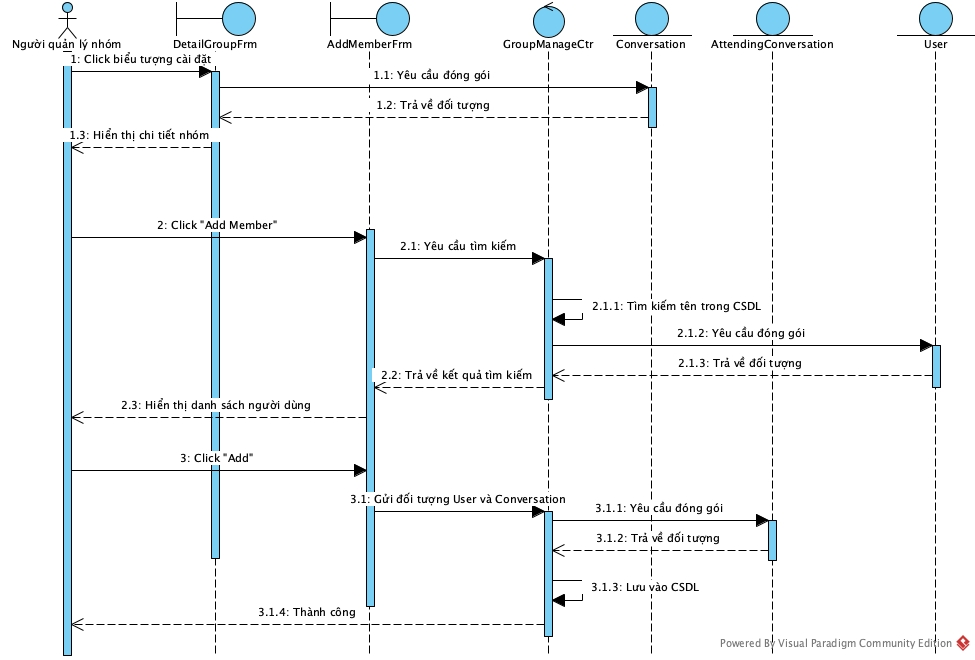 Người quản lý nhóm
DetailGroupFrm
AddMemberFrm
GroupManageCtr
Conversation
AttendingConversation
User
1: Click biểu tượng cài đặt
1.1: Yêu cầu đóng gói
1.2: Trả về đối tượng
1.3: Hiển thị chi tiết nhóm
2: Click "Add Member"
2.1: Yêu cầu tìm kiếm
2.1.1: Tìm kiếm tên trong CSDL
2.1.2: Yêu cầu đóng gói
2.1.3: Trả về đối tượng
2.2: Trả về kết quả tìm kiếm
2.3: Hiển thị danh sách người dùng
3: Click "Add"
3.1: Gửi đối tượng User và Conversation
3.1.1: Yêu cầu đóng gói
3.1.2: Trả về đối tượng
3.1.3: Lưu vào CSDL
3.1.4: Thành công
Powered By Visual Paradigm Community Edition